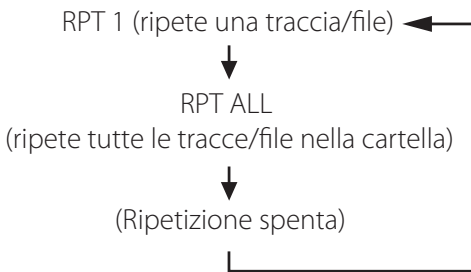 RPT 1 (ripete una traccia/file)
RPT ALL
(ripete tutte le tracce/file nella cartella)
(Ripetizione spenta)